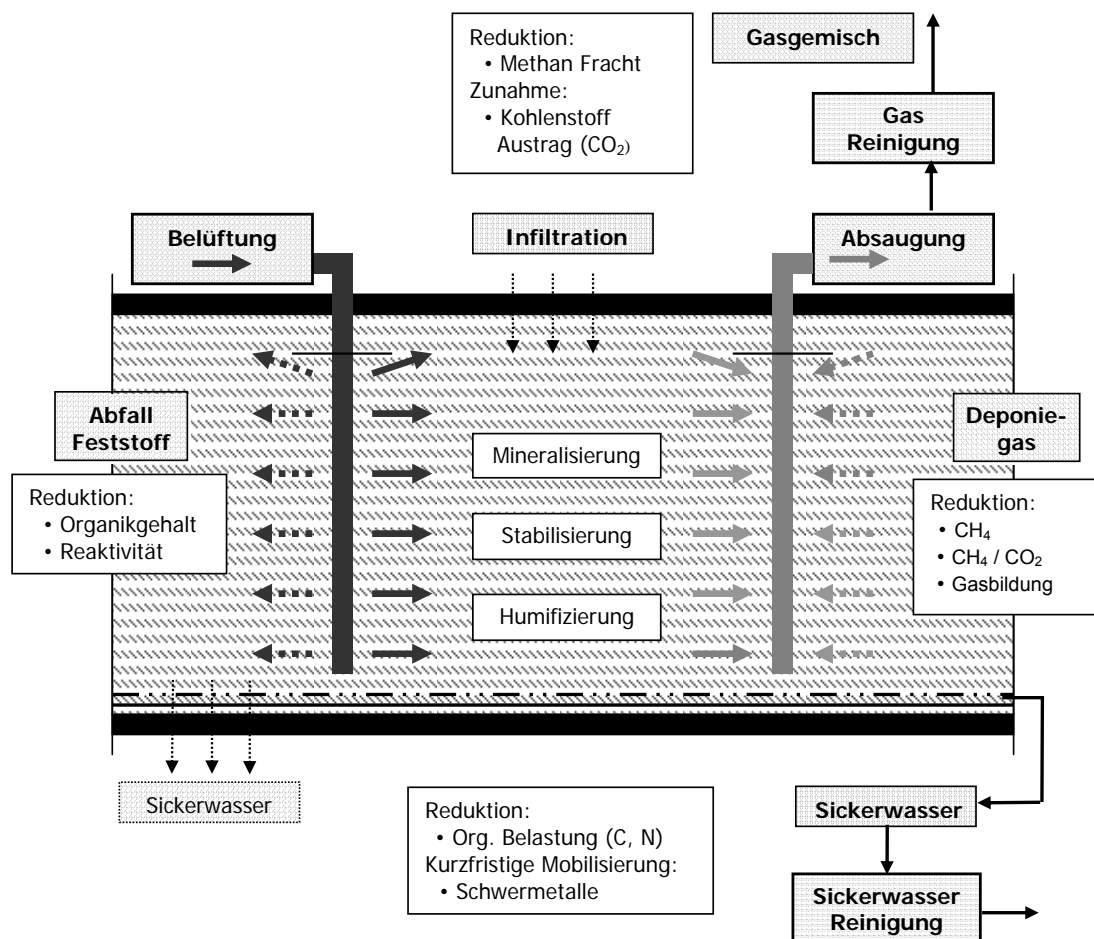 Reduktion:
• Methan Fracht
Zunahme:
• Kohlenstoff
Austrag (CO₂)
Gasgemisch
Gas
Reinigung
Belüftung
Infiltration
Absaugung
Abfall
Feststoff
Reduktion:
• Organikgehalt
• Reaktivität
Mineralisierung
Stabilisierung
Humifizierung
Deponie-
gas
Reduktion:
• CH₄
• CH₄ / CO₂
• Gasbildung
Sickerwasser
Reduktion:
• Org. Belastung (C, N)
Kurzfristige Mobilisierung:
• Schwermetalle
Sickerwasser
Sickerwasser
Reinigung